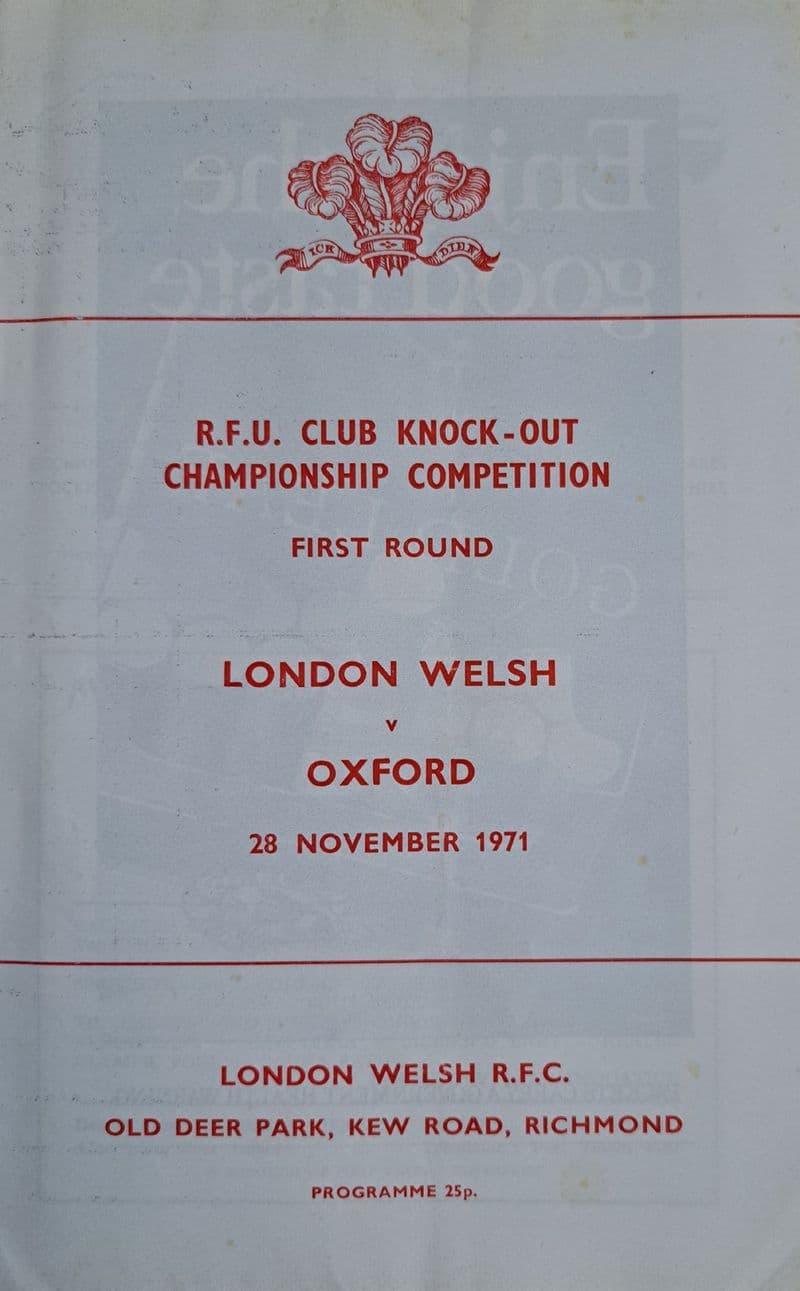 ICH DIEN
R.F.U. CLUB KNOCK-OUT
CHAMPIONSHIP COMPETITION
FIRST ROUND
LONDON WELSH
v
OXFORD
28 NOVEMBER 1971
LONDON WELSH R.F.C.
OLD DEER PARK, KEW ROAD, RICHMOND
PROGRAMME 25p.